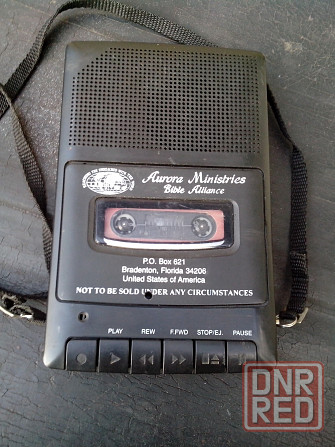 Aurora Ministries
Bible Alliance
P.O. Box 621
Bradenton, Florida 34206
United States of America
NOT TO BE SOLD UNDER ANY CIRCUMSTANCES
PLAY REW F.FWD STOP/EJ. PAUSE
DNR
RED